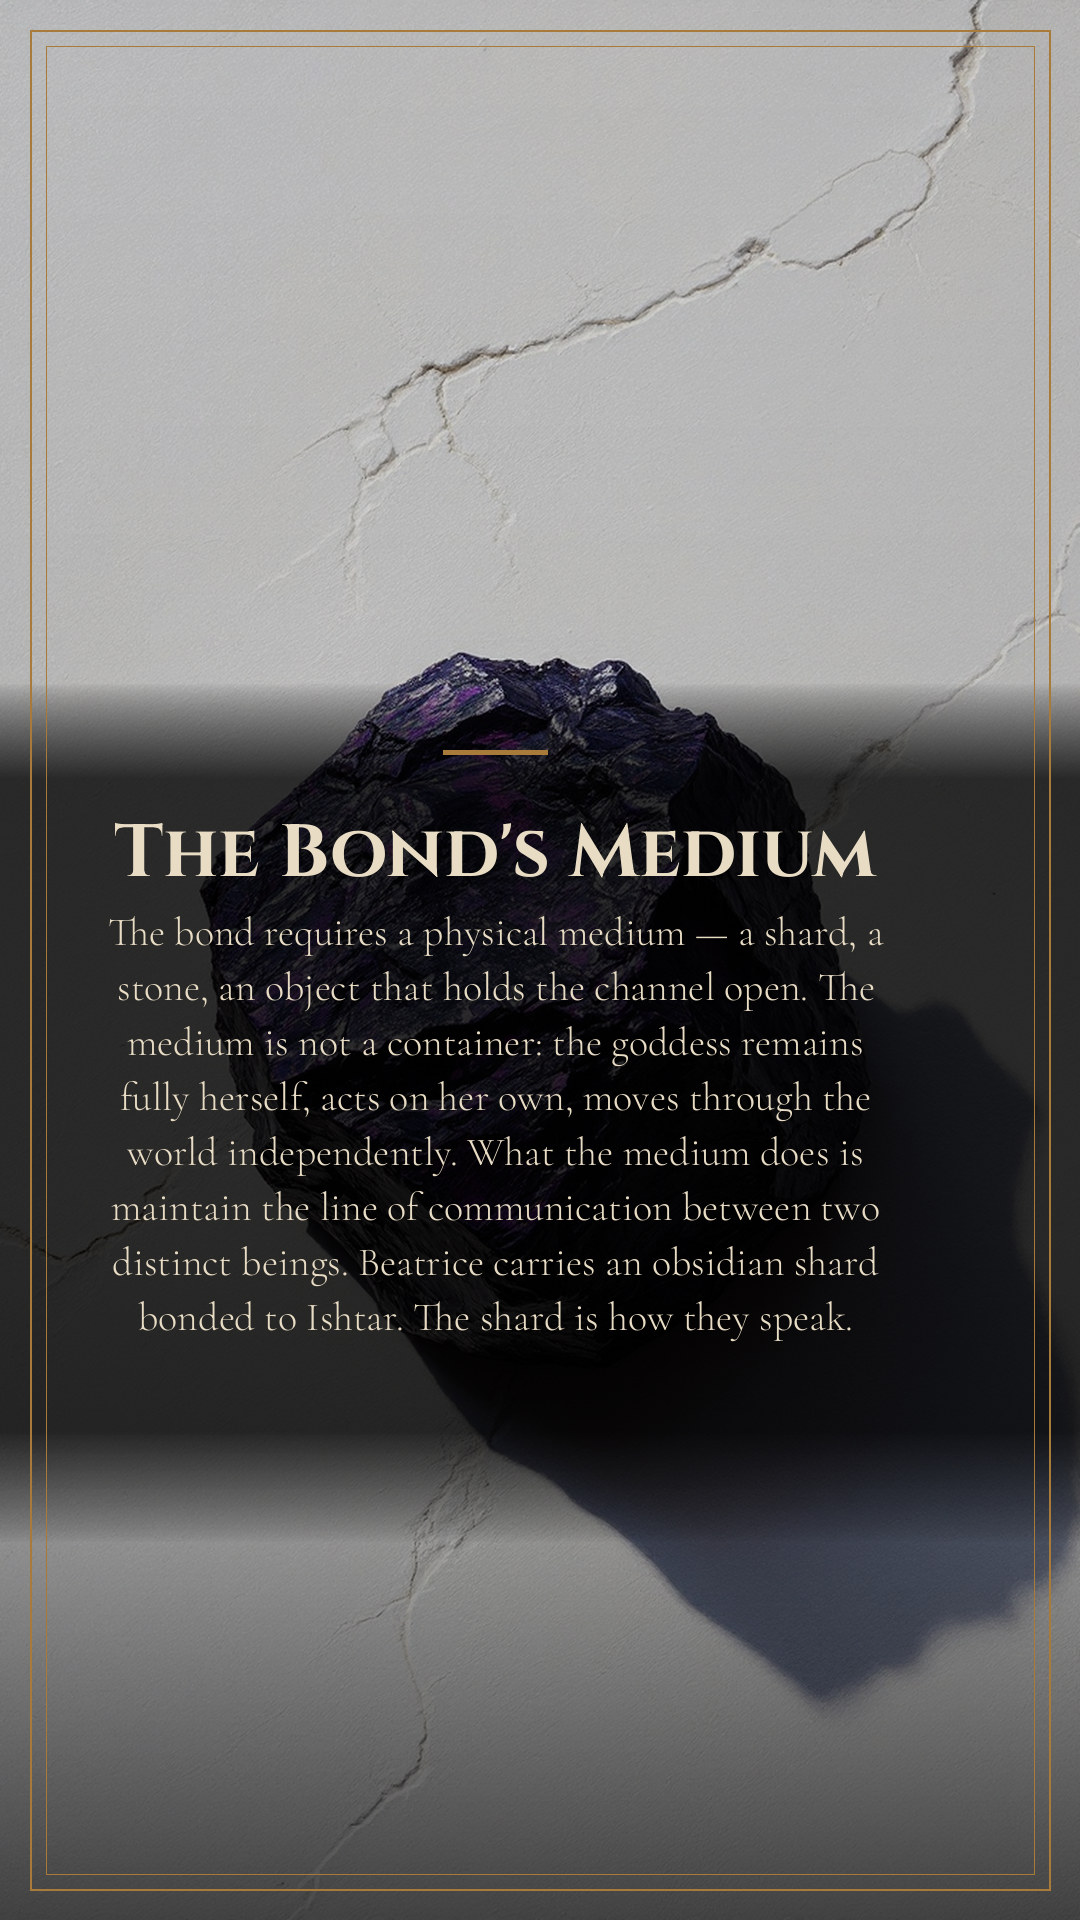 The Bond's Medium
The bond requires a physical medium — a shard, a
stone, an object that holds the channel open. The
medium is not a container: the goddess remains
fully herself, acts on her own, moves through the
world independently. What the medium does is
maintain the line of communication between two
distinct beings. Beatrice carries an obsidian shard
bonded to Ishtar. The shard is how they speak.